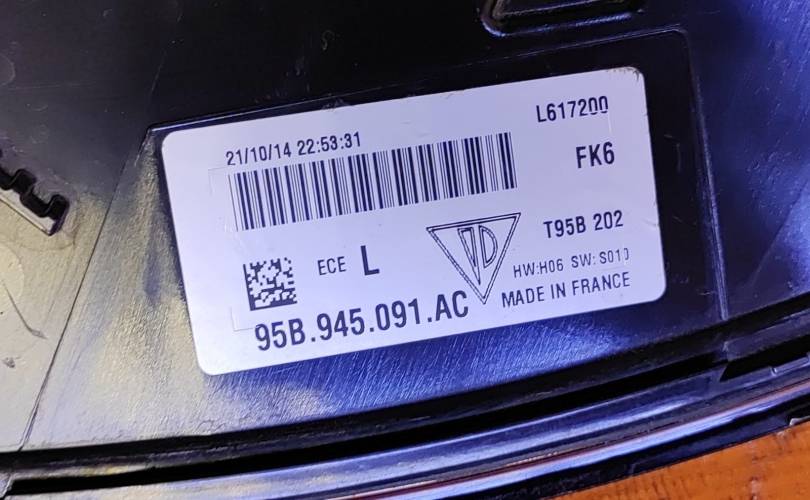 21/10/14 22:53:31
L617200
FK6
T95B 202
ECE L
HW:H06 SW:S010
95B.945.091.AC
MADE IN FRANCE